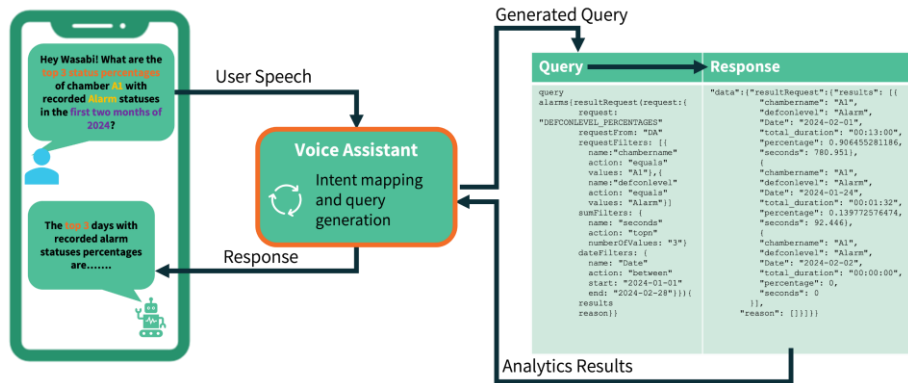 Hey Wasabi! What are the
top 3 status percentages
of chamber A1 with
recorded Alarm statuses
in the first two months of
2024?
The top 3 days with
recorded alarm
statuses percentages
are.......
User Speech
Response
Voice Assistant
Intent mapping
and query
generation
Generated Query
Analytics Results
Query
query
alarms{resultRequest(request:{
request:
"DEFCONLEVEL_PERCENTAGES"
requestFrom: "DA"
requestFilters: [{
name:"chambername"
action: "equals"
values: "A1"},{
name:"defconlevel"
action: "equals"
values: "Alarm"}]
sumFilters: {
name: "seconds"
action: "topn"
numberOfValues: "3"}
dateFilters: {
name: "Date"
action: "between"
start: "2024-01-01"
end: "2024-02-28"}}){
results
reason}}
Response
"data":{"resultRequest":{"results": [{
"chambername": "A1",
"defconlevel": "Alarm",
"Date": "2024-02-01",
"total_duration": "00:13:00",
"percentage": 0.906455281186,
"seconds": 780.951},
{
"chambername": "A1",
"defconlevel": "Alarm",
"Date": "2024-01-24",
"total_duration": "00:01:32",
"percentage": 0.139772576474,
"seconds": 92.446},
{
"chambername": "A1",
"defconlevel": "Alarm",
"Date": "2024-02-02",
"total_duration": "00:00:00",
"percentage": 0,
"seconds": 0
}],
"reason": []}]}}